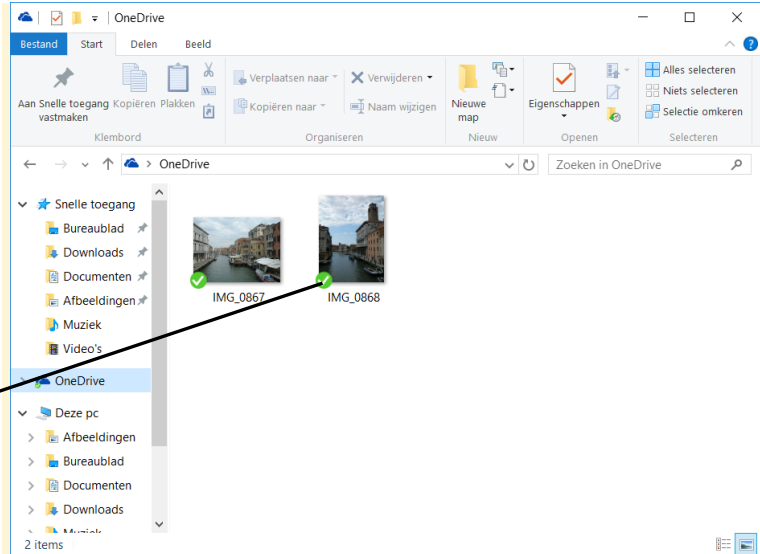 OneDrive
Bestand Start Delen Beeld
Aan Snelle toegang vastmaken
Kopiëren
Plakken
Klembord
Verplaatsen naar
Kopiëren naar
Verwijderen
Naam wijzigen
Organiseren
Nieuwe map
Nieuw
Eigenschappen
Openen
Alles selecteren
Niets selecteren
Selectie omkeren
Selecteren
OneDrive
Zoeken in OneDrive
Snelle toegang
Bureaublad
Downloads
Documenten
Afbeeldingen
Muziek
Video's
OneDrive
Deze pc
Afbeeldingen
Bureaublad
Documenten
Downloads
Muziek
IMG_0867
IMG_0868
2 items